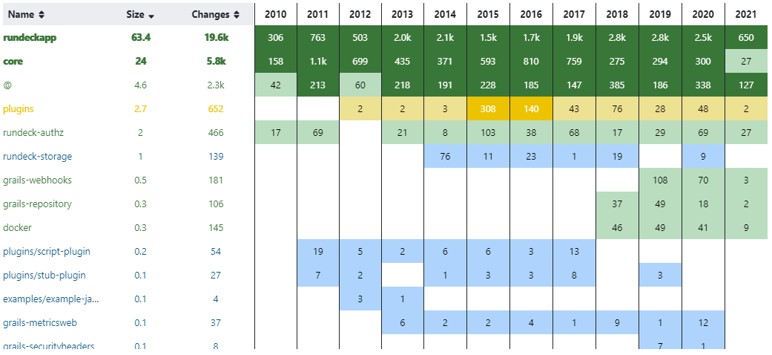 Name Size Changes 2010 2011 2012 2013 2014 2015 2016 2017 2018 2019 2020 2021
rundeckapp 63.4 19.6k 306 763 503 2.0k 2.1k 1.5k 1.7k 1.9k 2.8k 2.8k 2.5k 650
core 24 5.8k 158 1.1k 699 435 371 593 810 759 275 294 300 27
@ 4.6 2.3k 42 213 60 218 191 228 185 147 385 186 338 127
plugins 2.7 652 2 2 3 308 140 43 76 28 48 2
rundeck-authz 2 466 17 69 21 8 103 38 68 17 29 69 27
rundeck-storage 1 139 76 11 23 1 19 9
grails-webhooks 0.5 181 108 70 3
grails-repository 0.3 106 37 49 18 2
docker 0.3 145 46 49 41 9
plugins/script-plugin 0.2 54 19 5 2 6 6 3 13
plugins/stub-plugin 0.1 27 7 2 1 3 3 8 3
examples/example-ja... 0.1 4 3 1
grails-metricsweb 0.1 37 6 2 2 4 1 9 1 12
grails-securityheaders 0.1 8 7 1